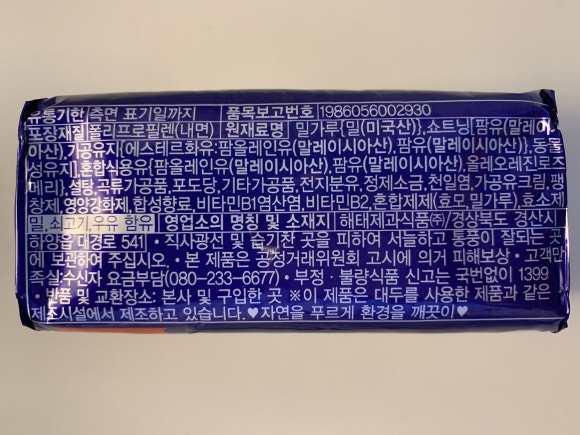 유통기한 측면 표기일까지 품목보고번호 1986056002930
포장재질 폴리프로필렌(내면) 원재료명 밀가루{밀(미국산)}, 쇼트닝[팜유(말레이시
아산), 가공유지{에스테르화유:팜올레인유(말레이시아산), 팜유(말레이시아산)}, 동물
성유지], 혼합식용유{팜올레인유(말레이시아산), 팜유(말레이시아산), 올레오레진로즈
메리}, 설탕, 곡류가공품, 포도당, 기타가공품, 전지분유, 정제소금, 천일염, 가공유크림, 팽
창제, 영양강화제, 합성향료, 비타민B1염산염, 비타민B2, 혼합제제(효모, 밀가루), 효소제
밀, 쇠고기, 우유 함유 영업소의 명칭 및 소재지 해태제과식품㈜/경상북도 경산시
하양읍 대경로 541 • 직사광선 및 습기찬 곳을 피하여 서늘하고 통풍이 잘되는 곳
에 보관하여 주십시오. • 본 제품은 공정거래위원회 고시에 의거 피해보상 • 고객만
족실:수신자 요금부담(080-233-6677) • 부정 · 불량식품 신고는 국번없이 1399
• 반품 및 교환장소: 본사 및 구입한 곳 ※이 제품은 대두를 사용한 제품과 같은
제조시설에서 제조하고 있습니다.♥자연을 푸르게 환경을 깨끗이♥